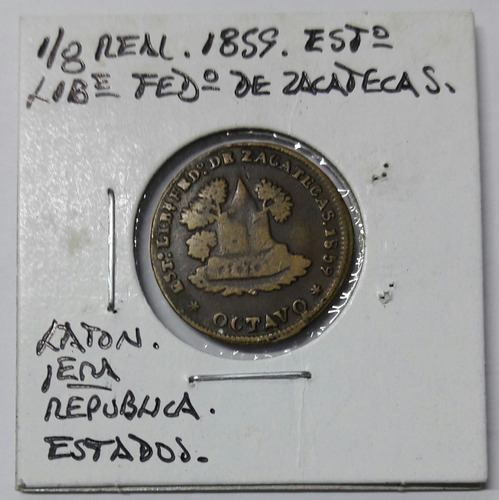 1/8 REAL. 1859. ESTº
LIBE FEDº DE ZACATECAS.
ESTº LIBE FEDº DE ZACATECAS. 1859
* OCTAVO *
LATON.
1ERA
REPUBLICA.
ESTADOS.